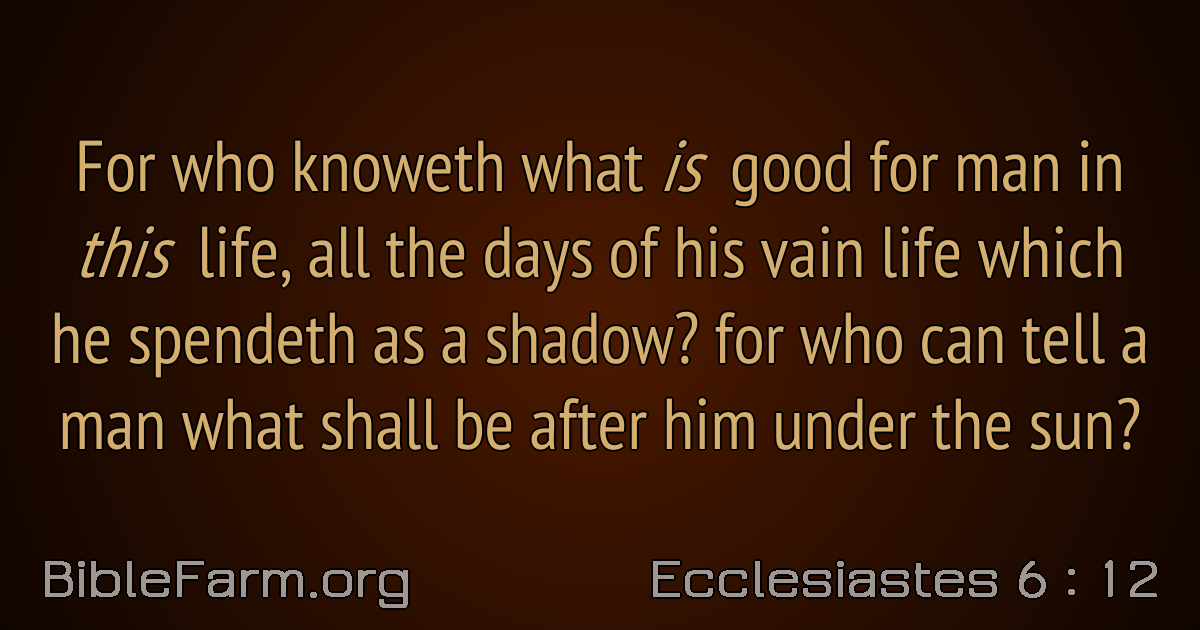 For who knoweth what is good for man in
this life, all the days of his vain life which
he spendeth as a shadow? for who can tell a
man what shall be after him under the sun?
BibleFarm.org
Ecclesiastes 6 : 12